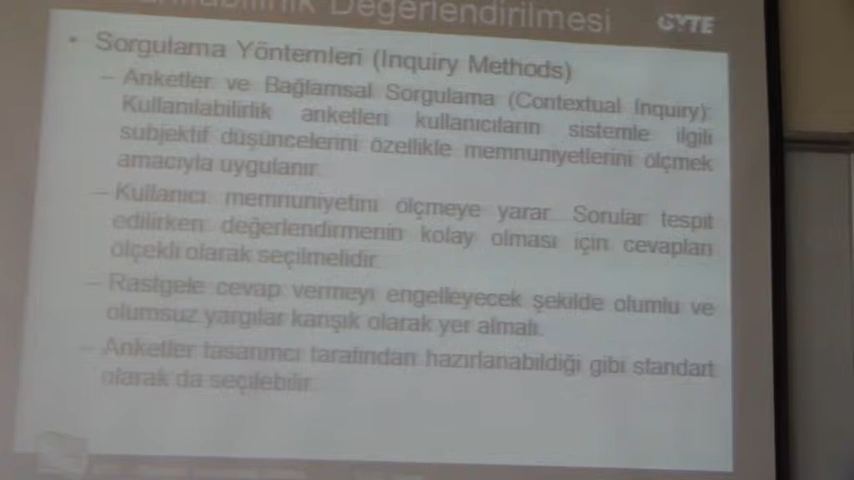 Değerlendirilmesi
GYTE
• Sorgulama Yöntemleri (Inquiry Methods)
– Anketler ve Bağlamsal Sorgulama (Contextual Inquiry):
Kullanılabilirlik anketleri kullanıcıların sistemle ilgili
subjektif düşüncelerini özellikle memnuniyetlerini ölçmek
amacıyla uygulanır.
– Kullanıcı memnuniyetini ölçmeye yarar. Sorular tespit
edilirken değerlendirmenin kolay olması için cevapları
ölçekli olarak seçilmelidir.
– Rastgele cevap vermeyi engelleyecek şekilde olumlu ve
olumsuz yargılar karışık olarak yer almalı.
– Anketler tasarımcı tarafından hazırlanabildiği gibi standart
olarak da seçilebilir.